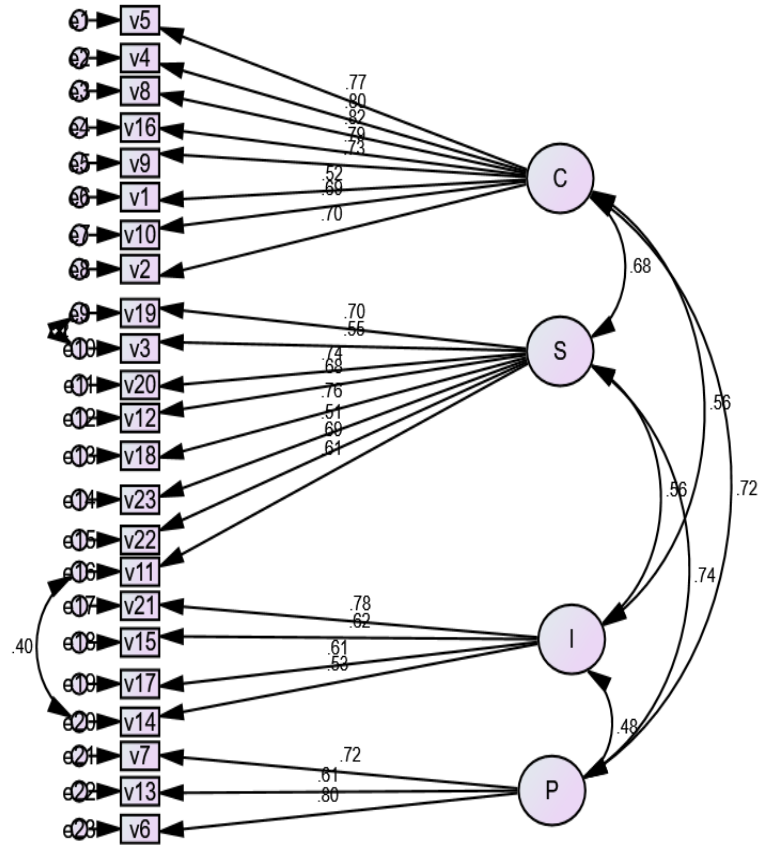 e1 v5
e2 v4
.77
e3 v8
.80
.82
e4 v16
.79
.73
e5 v9
.52
C
e6 v1
.69
.70
e7 v10
e8 v2
.68
e9 v19
.70
.55
e10 v3
.74
S
.68
e11 v20
.76
.56
e12 v12
.51
.69
.61
e13 v18
.56
.72
e14 v23
e15 v22
e16 v11
.74
e17 v21
.78
.62
e18 v15
I
.40
.61
.53
e19 v17
e20 v14
.48
e21 v7
.72
.61
e22 v13
P
.80
e23 v6